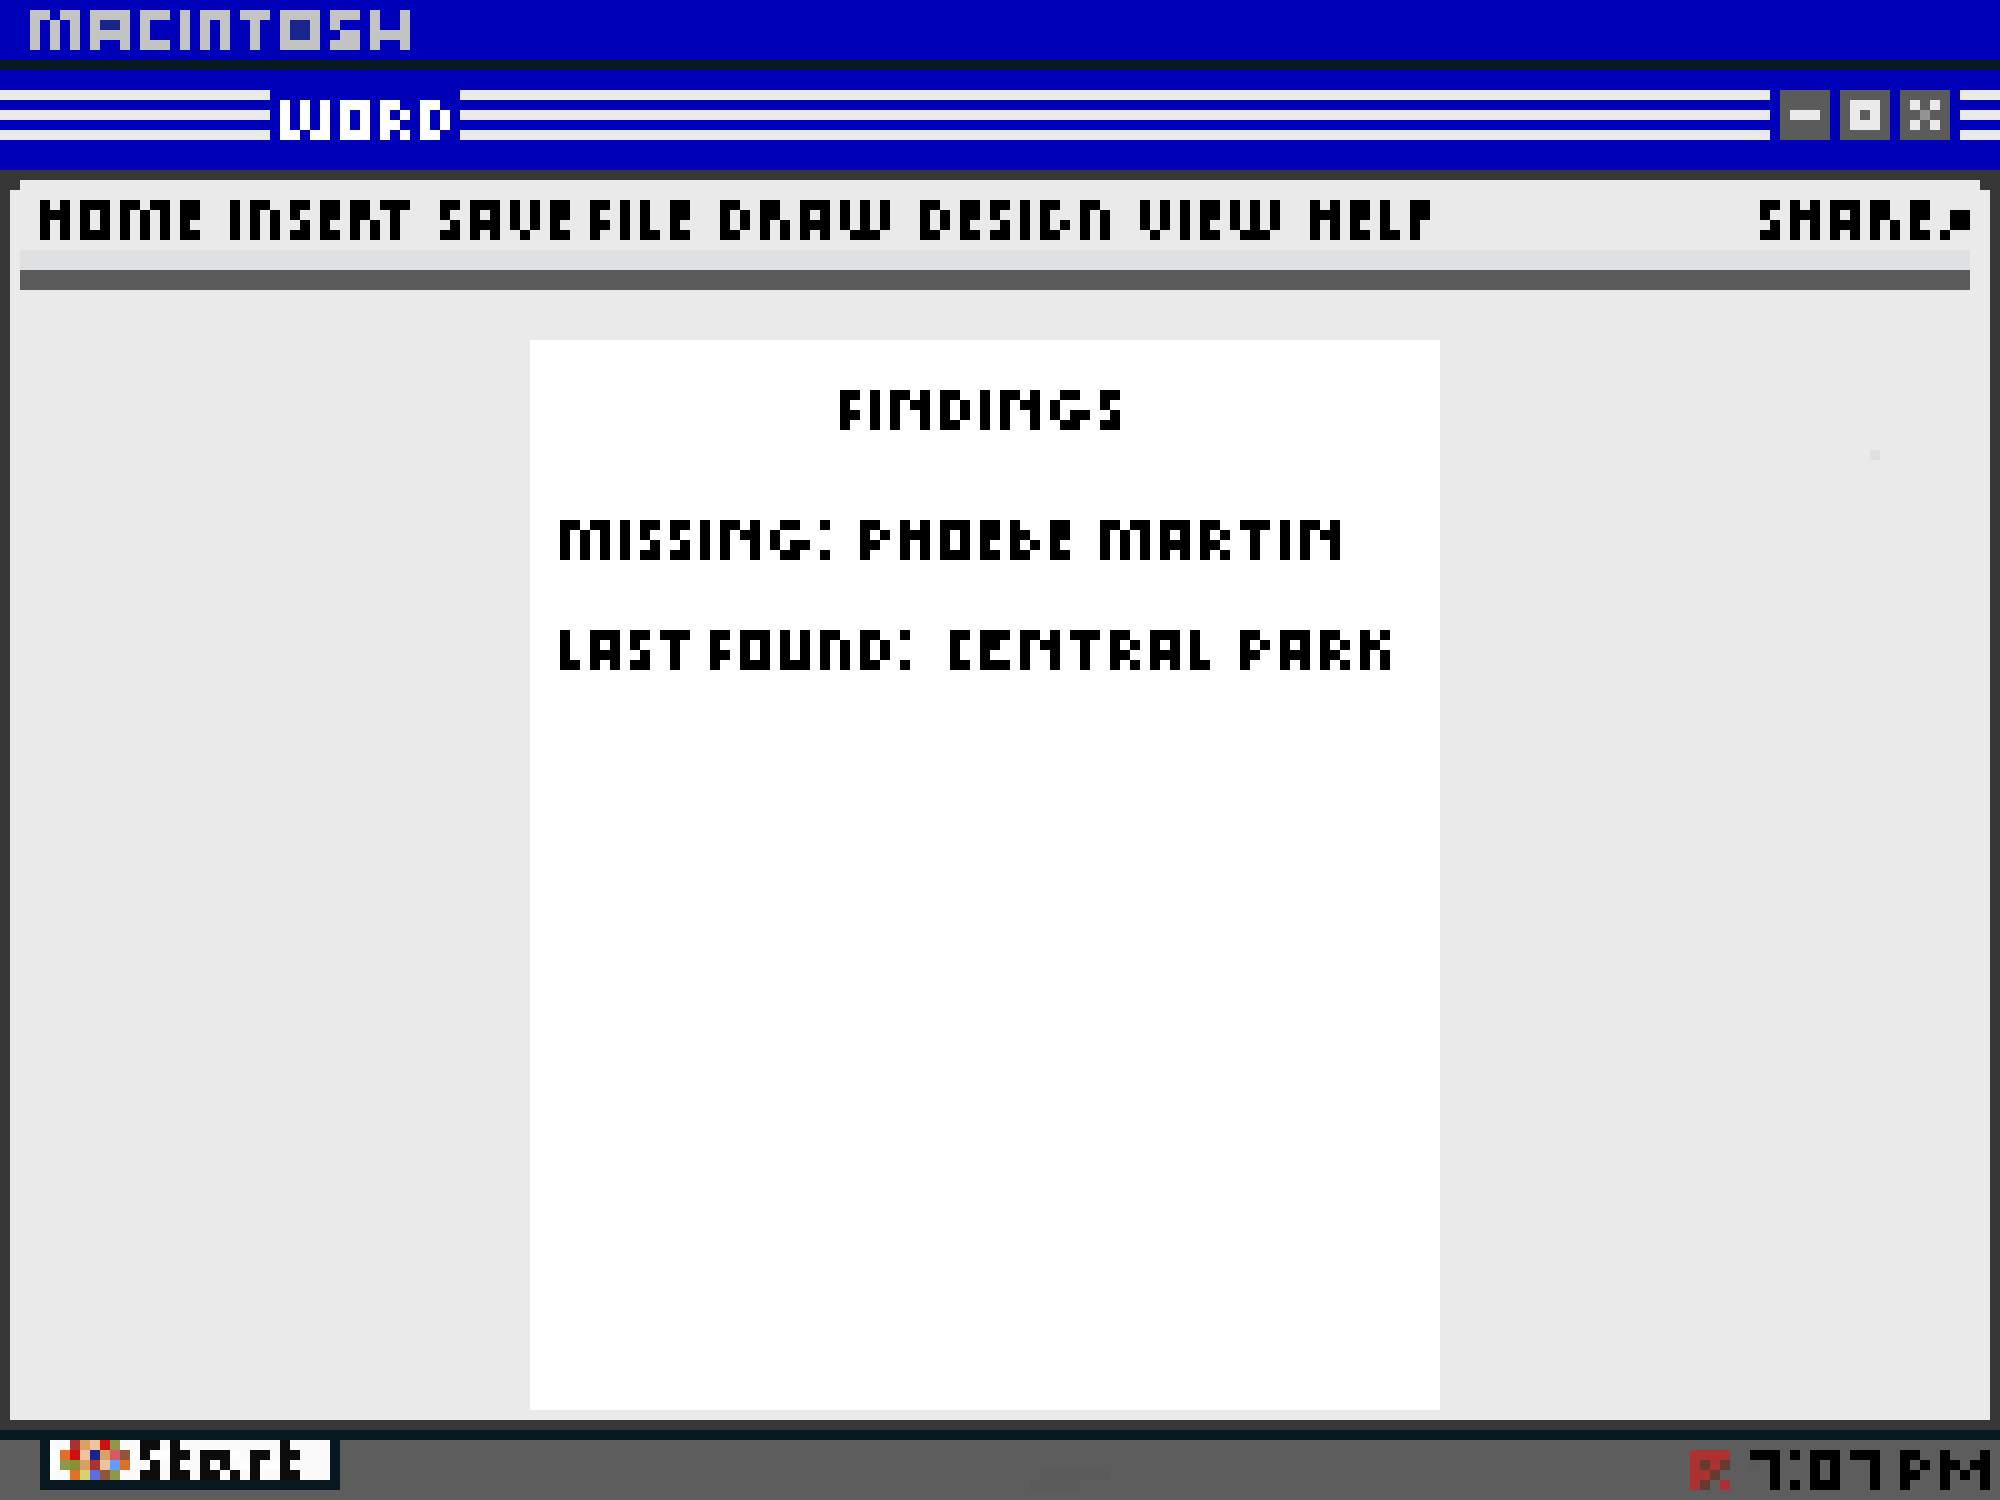 MACINTOSH
WORD
HOME INSERT SAVE FILE DRAW DESIGN VIEW HELP SHARE
FINDINGS
MISSING: PHOEBE MARTIN
LAST FOUND: CENTRAL PARK
Start 7:07 PM